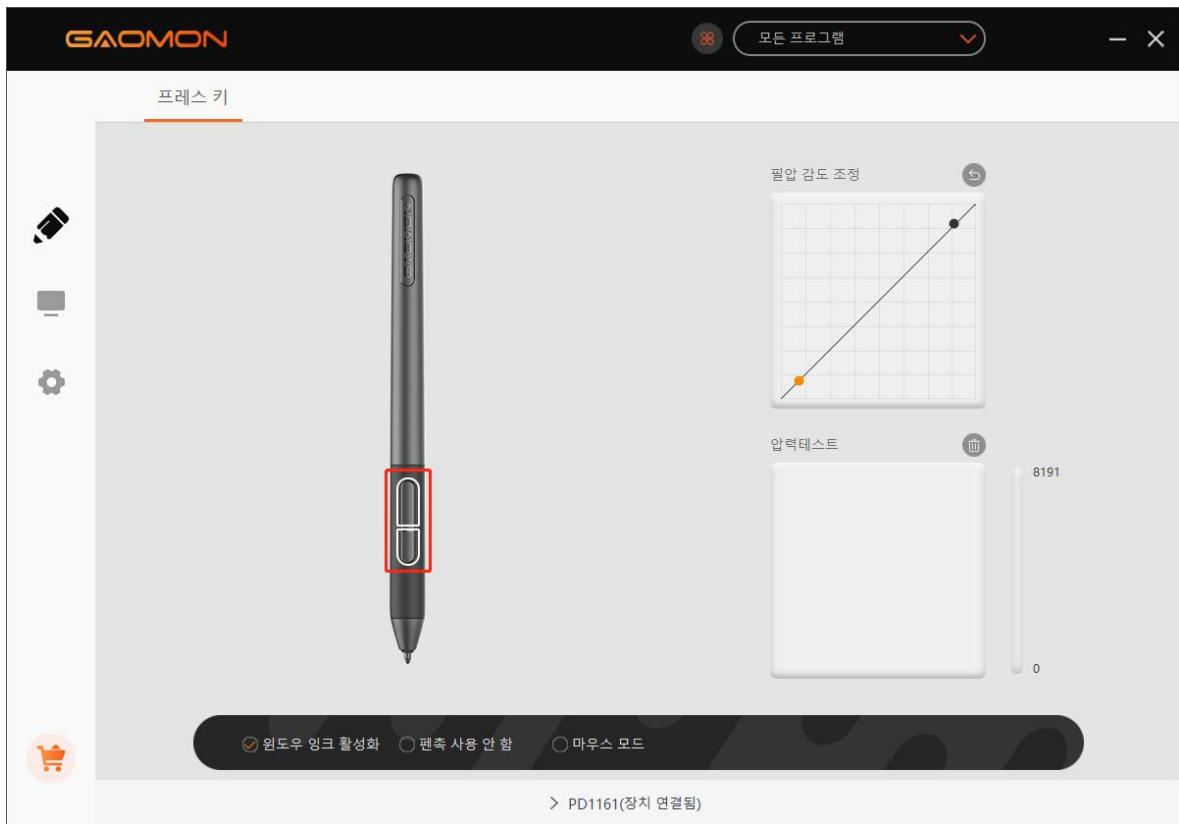 GAOMON
모든 프로그램
프레스 키
필압 감도 조정
GAOMON
압력테스트
8191
0
윈도우 잉크 활성화 펜촉 사용 안 함 마우스 모드
PD1161(장치 연결됨)